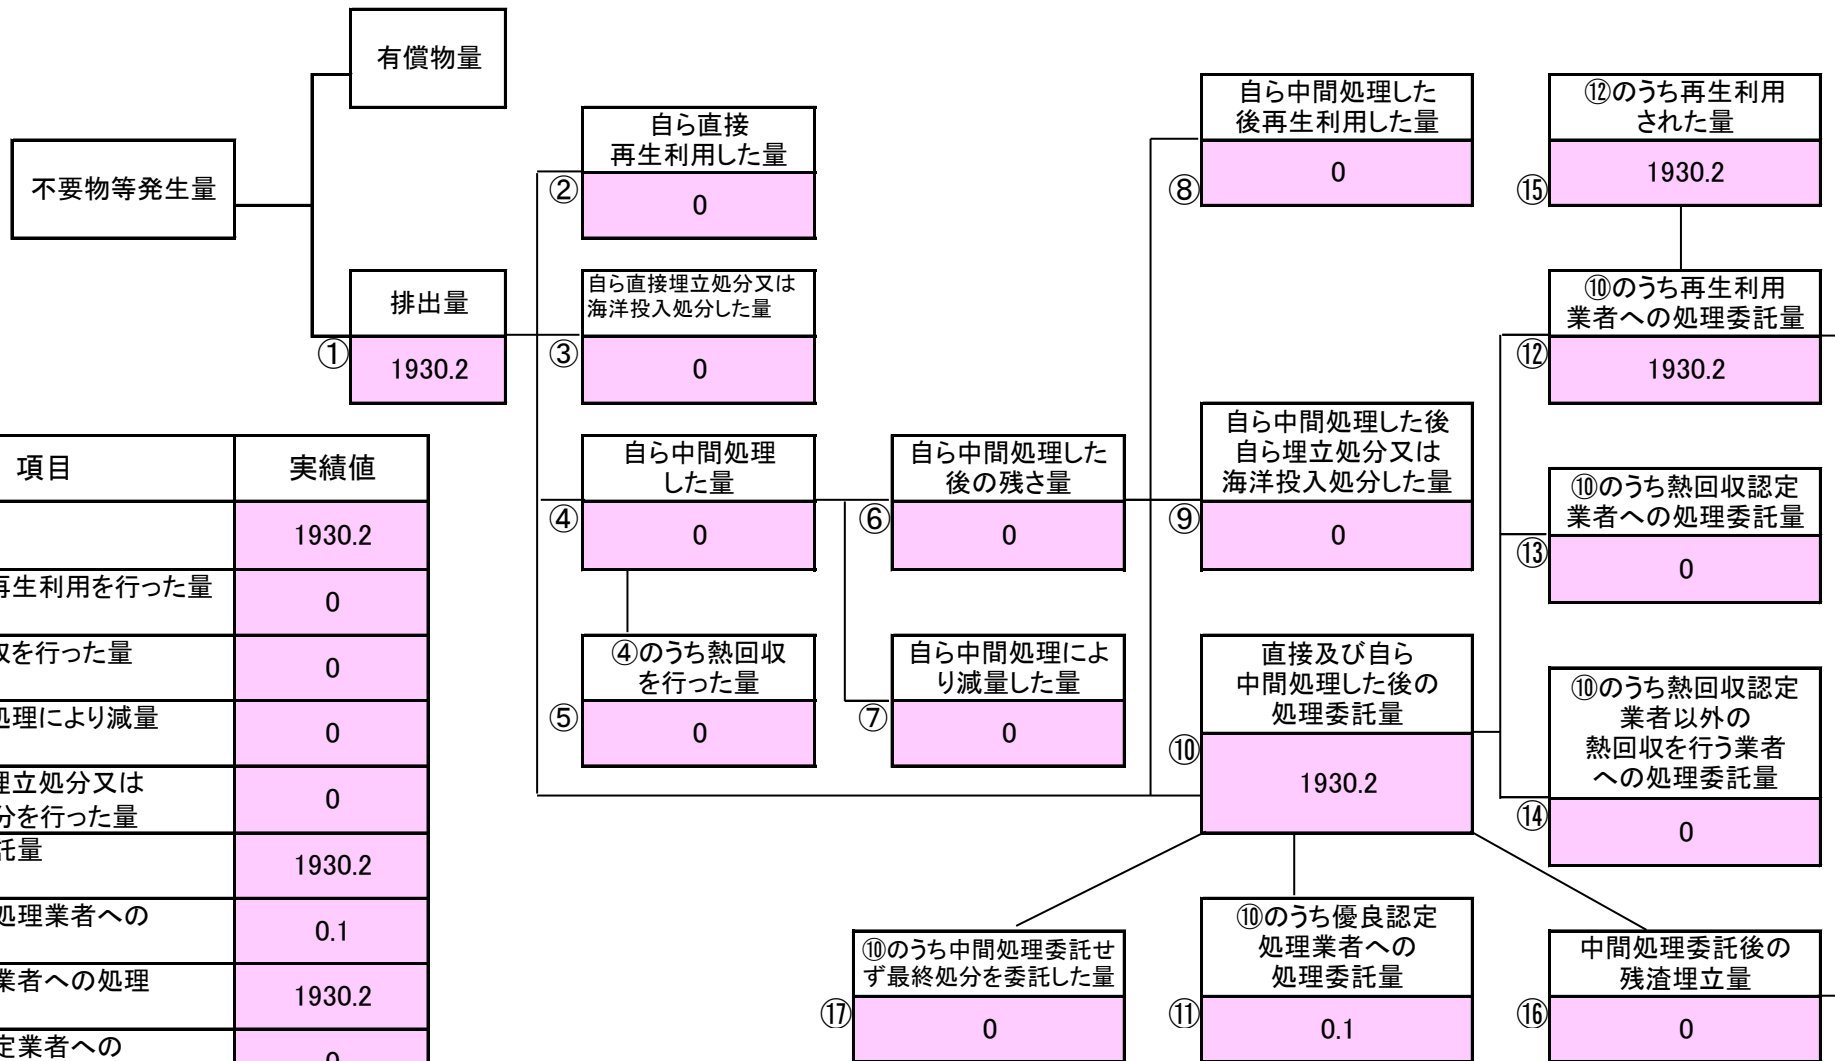 有償物量
不要物等発生量
排出量
①
1930.2
自ら直接
再生利用した量
②
0
自ら直接埋立処分又は
海洋投入処分した量
③
0
自ら中間処理
した量
④
0
④のうち熱回収
を行った量
⑤
0
自ら中間処理した
後の残さ量
⑥
0
自ら中間処理によ
り減量した量
⑦
0
自ら中間処理した
後再生利用した量
⑧
0
自ら中間処理した後
自ら埋立処分又は
海洋投入処分した量
⑨
0
直接及び自ら
中間処理した後の
処理委託量
⑩
1930.2
⑩のうち中間処理委託せ
ず最終処分を委託した量
⑰
0
⑩のうち優良認定
処理業者への
処理委託量
⑪
0.1
⑫のうち再生利用
された量
⑮
1930.2
⑩のうち再生利用
業者への処理委託量
⑫
1930.2
⑩のうち熱回収認定
業者への処理委託量
⑬
0
⑩のうち熱回収認定
業者以外の
熱回収を行う業者
への処理委託量
⑭
0
中間処理委託後の
残渣埋立量
⑯
0
項目 実績値
1930.2
再生利用を行った量 0
を行った量 0
処理により減量 0
埋立処分又は
を行った量 0
託量 1930.2
処理業者への 0.1
業者への処理 1930.2
定業者への 0